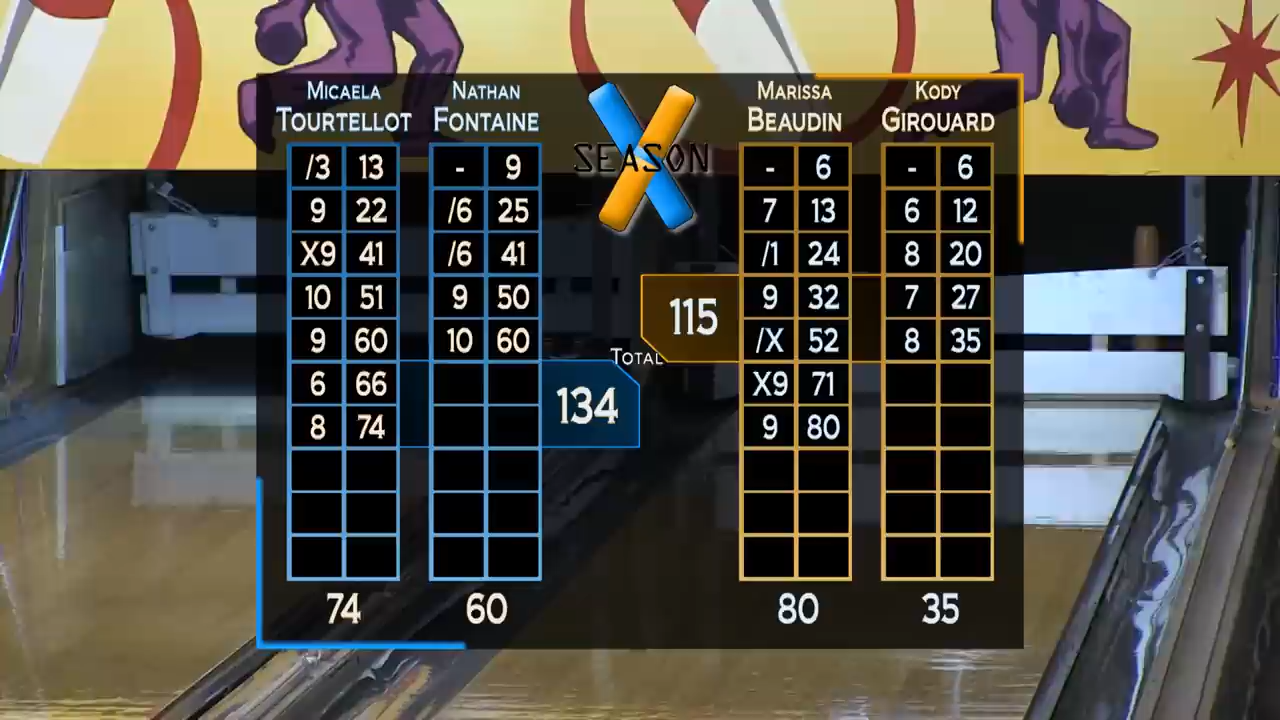 MICAELA TOURTELLOT
NATHAN FONTAINE
SEASON X
MARISSA BEAUDIN
KODY GIROUARD
/3 13 - 9 - 6 - 6
9 22 /6 25 7 13 6 12
X9 41 /6 41 /1 24 8 20
10 51 9 50 9 32 7 27
9 60 10 60 /X 52 8 35
6 66 X9 71
8 74 9 80
115
TOTAL
134
74 60 80 35